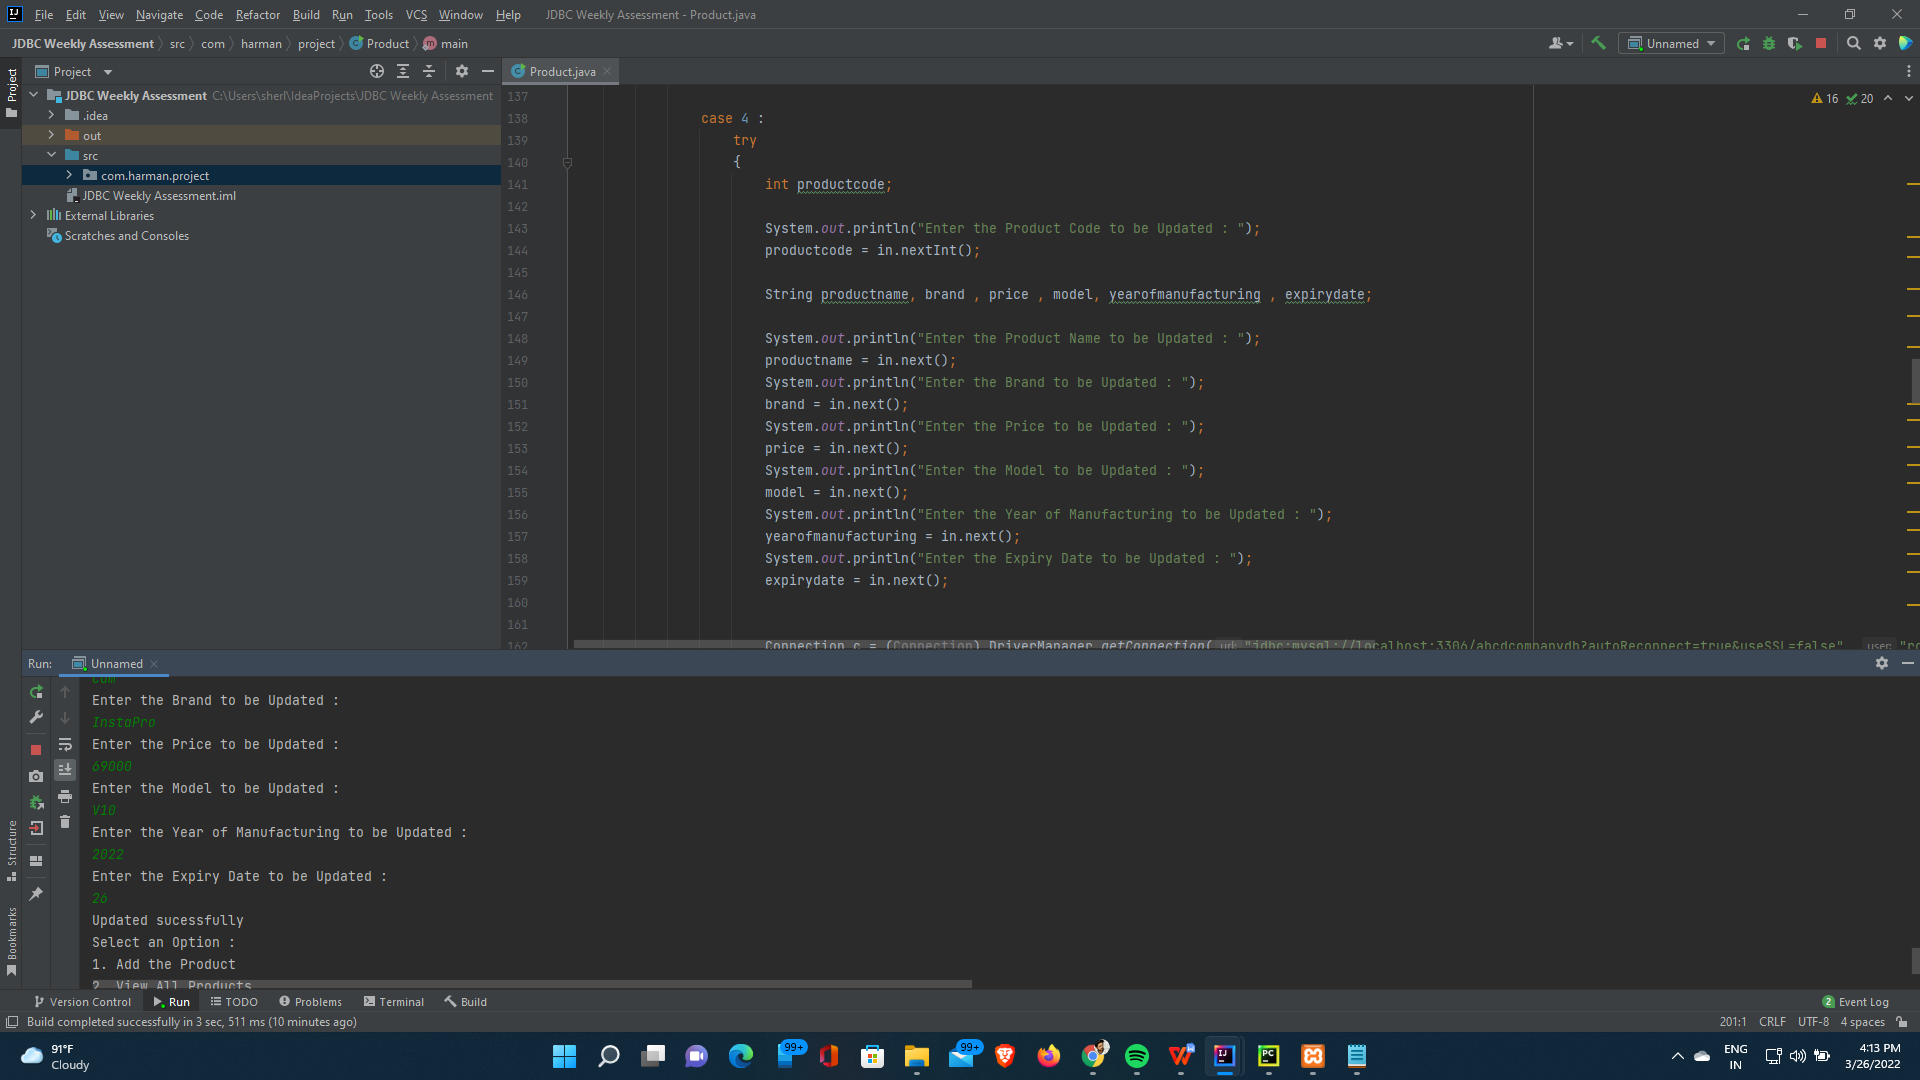 File Edit View Navigate Code Refactor Build Run Tools VCS Window Help JDBC Weekly Assessment - Product.java
JDBC Weekly Assessment src com harman project Product main
Unnamed
Project
Project
Product.java
JDBC Weekly Assessment C:\Users\sherl\IdeaProjects\JDBC Weekly Assessment
.idea
out
src
com.harman.project
JDBC Weekly Assessment.iml
External Libraries
Scratches and Consoles
16 20
137
138 case 4 :
139 try
140 {
141 int productcode;
142
143 System.out.println("Enter the Product Code to be Updated : ");
144 productcode = in.nextInt();
145
146 String productname, brand , price , model, yearofmanufacturing , expirydate;
147
148 System.out.println("Enter the Product Name to be Updated : ");
149 productname = in.next();
150 System.out.println("Enter the Brand to be Updated : ");
151 brand = in.next();
152 System.out.println("Enter the Price to be Updated : ");
153 price = in.next();
154 System.out.println("Enter the Model to be Updated : ");
155 model = in.next();
156 System.out.println("Enter the Year of Manufacturing to be Updated : ");
157 yearofmanufacturing = in.next();
158 System.out.println("Enter the Expiry Date to be Updated : ");
159 expirydate = in.next();
160
161
162 Connection c = (Connection) DriverManager.getConnection( url: "jdbc:mysql://localhost:3306/abcdcompanydb?autoReconnect=true&useSSL=false" user:
Run: Unnamed
Enter the Brand to be Updated :
InstaPro
Enter the Price to be Updated :
69000
Enter the Model to be Updated :
V10
Enter the Year of Manufacturing to be Updated :
2022
Enter the Expiry Date to be Updated :
26
Updated sucessfully
Select an Option :
1. Add the Product
2. View All Products
Structure
Bookmarks
Version Control Run TODO Problems Terminal Build 2 Event Log
Build completed successfully in 3 sec, 511 ms (10 minutes ago) 201:1 CRLF UTF-8 4 spaces
91°F
Cloudy
99+
99+
ENG
IN
4:13 PM
3/26/2022